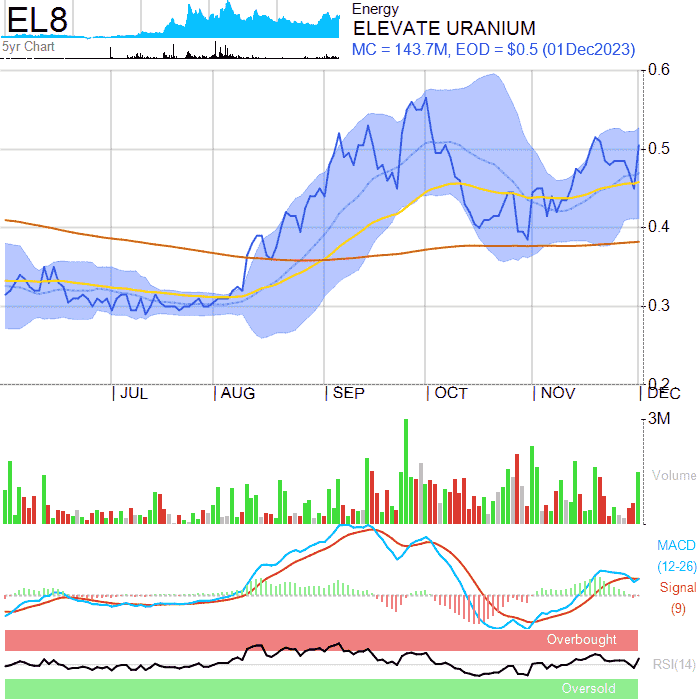 EL8
5yr Chart
Energy
ELEVATE URANIUM
MC = 143.7M, EOD = $0.5 (01Dec2023)
0.6
0.5
0.4
0.3
0.2
JUL AUG SEP OCT NOV DEC
3M
Volume
MACD
(12-26)
Signal
(9)
Overbought
RSI(14)
Oversold